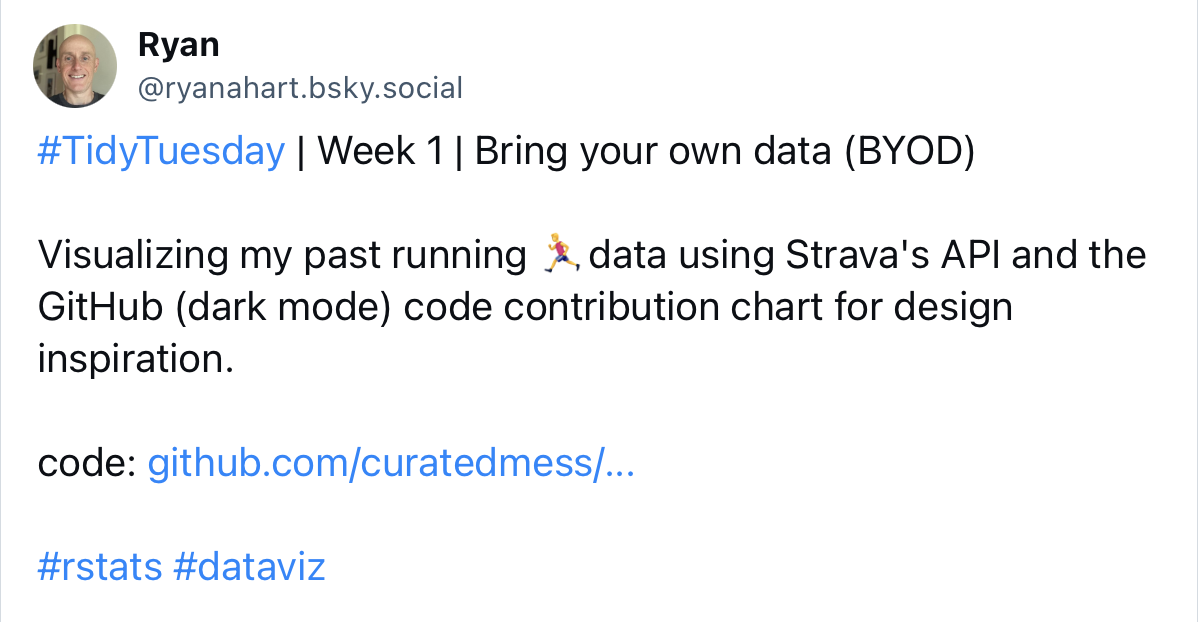 Ryan
@ryanahart.bsky.social
#TidyTuesday | Week 1 | Bring your own data (BYOD)
Visualizing my past running 🏃 data using Strava's API and the
GitHub (dark mode) code contribution chart for design
inspiration.
code: github.com/curatedmess/...
#rstats #dataviz